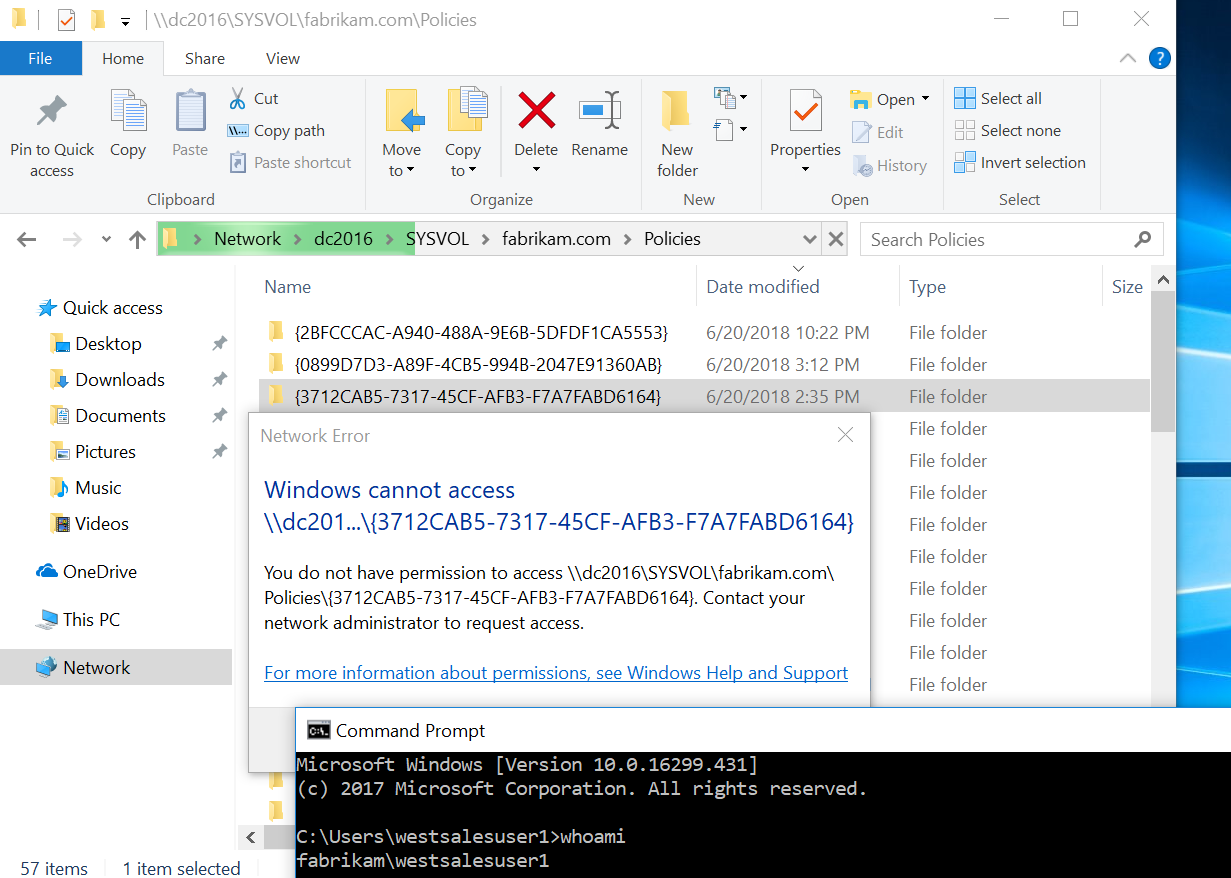 \\dc2016\SYSVOL\fabrikam.com\Policies
File Home Share View
Pin to Quick access
Copy
Paste
Cut
Copy path
Paste shortcut
Move to
Copy to
Delete
Rename
New folder
Properties
Open
Edit
History
Select all
Select none
Invert selection
Clipboard Organize New Open Select
Network dc2016 SYSVOL fabrikam.com Policies
Search Policies
Name Date modified Type Size
Quick access
Desktop
Downloads
Documents
Pictures
Music
Videos
OneDrive
This PC
Network
{2BFCCCAC-A940-488A-9E6B-5DFDF1CA5553} 6/20/2018 10:22 PM File folder
{0899D7D3-A89F-4CB5-994B-2047E91360AB} 6/20/2018 3:12 PM File folder
{3712CAB5-7317-45CF-AFB3-F7A7FABD6164} 6/20/2018 2:35 PM File folder
File folder
File folder
File folder
File folder
File folder
File folder
File folder
File folder
File folder
Network Error
Windows cannot access
\\dc201...\{3712CAB5-7317-45CF-AFB3-F7A7FABD6164}
You do not have permission to access \\dc2016\SYSVOL\fabrikam.com\
Policies\{3712CAB5-7317-45CF-AFB3-F7A7FABD6164}. Contact your
network administrator to request access.
For more information about permissions, see Windows Help and Support
Command Prompt
Microsoft Windows [Version 10.0.16299.431]
(c) 2017 Microsoft Corporation. All rights reserved.
C:\Users\westsalesuser1>whoami
fabrikam\westsalesuser1
57 items 1 item selected